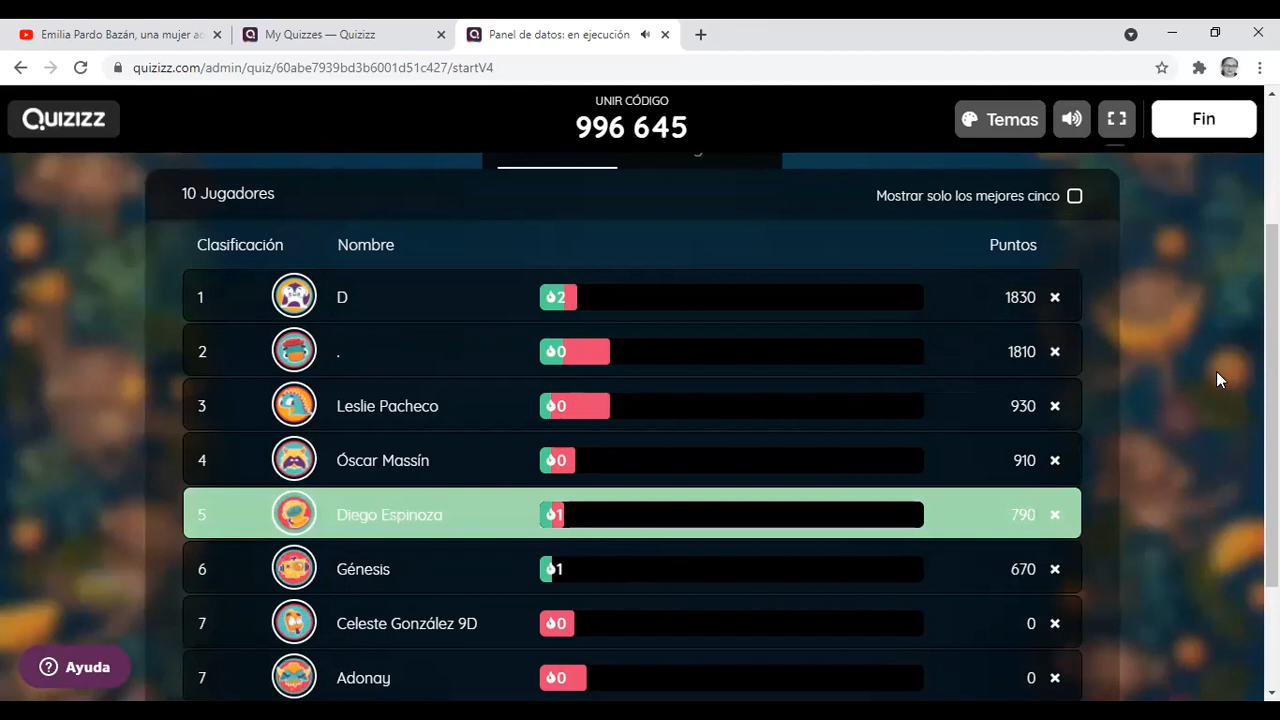 Emilia Pardo Bazán, una mujer ad
My Quizzes — Quizizz
Panel de datos: en ejecución
quizizz.com/admin/quiz/60abe7939bd3b6001d51c427/startV4
Quizizz
UNIR CÓDIGO
996 645
Temas
Fin
10 Jugadores
Mostrar solo los mejores cinco
Clasificación Nombre Puntos
1 D 2 1830
2 . 0 1810
3 Leslie Pacheco 0 930
4 Óscar Massín 0 910
5 Diego Espinoza 1 790
6 Génesis 1 670
7 Celeste González 9D 0 0
7 Adonay 0 0
Ayuda